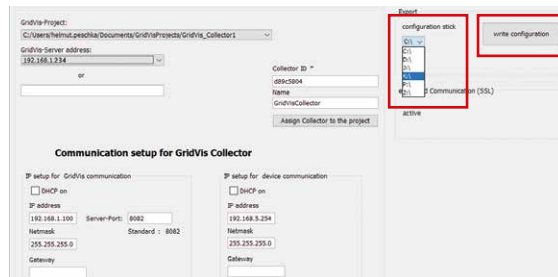 GridVis-Project:
C:/Users/helmut.peschka/Documents/GridVisProjects/GridVis_Collector1
GridVis-Server address:
192.168.1.234
or
Collector ID *
d89c5804
Name
GridVisCollector
Assign Collector to the project
Export
configuration stick
C:\
C:\
D:\
F:\
write configuration
Communication (SSL)
active
Communication setup for GridVis Collector
IP setup for GridVis communication
DHCP on
IP address
192.168.1.100 Server-Port: 8082
Netmask Standard : 8082
255.255.255.0
Gateway
IP setup for device communication
DHCP on
IP address
192.168.5.254
Netmask
255.255.255.0
Gateway